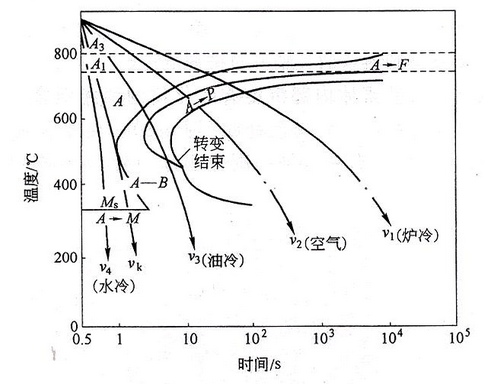 A₃
800
A₁
A→F
A→P
A
600
转变
结束
温度/℃
400
A—B
Mₛ
A→M
v₁(炉冷)
v₂(空气)
200
v₃(油冷)
v₄
vₖ
(水冷)
0
0.5 1 10 10² 10³ 10⁴ 10⁵
时间/s